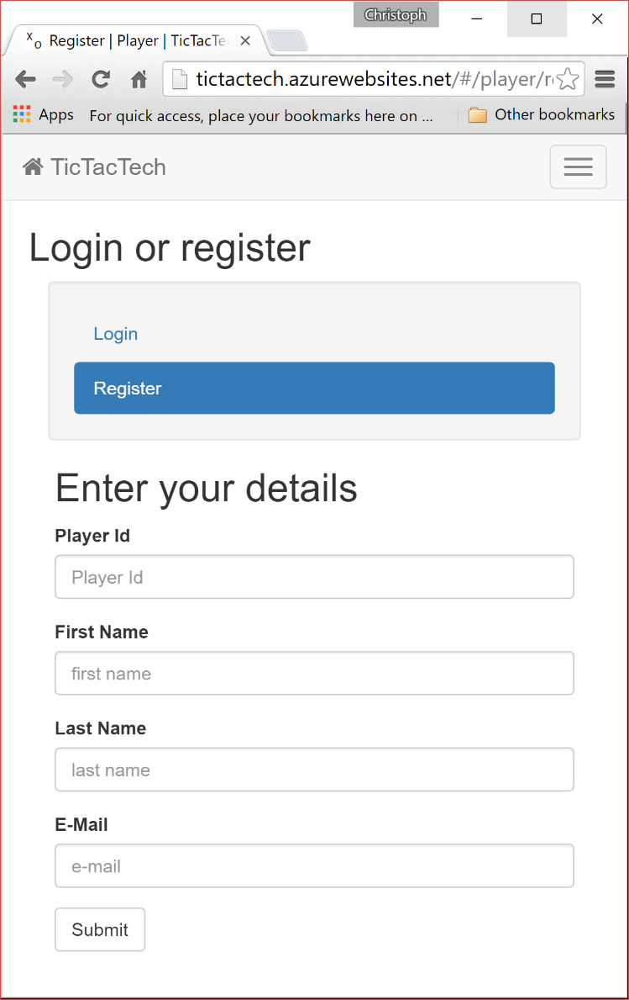 Christoph
X
O
Register | Player | TicTacTe
tictactech.azurewebsites.net/#/player/r
Apps
For quick access, place your bookmarks here on ...
Other bookmarks
TicTacTech
Login or register
Login
Register
Enter your details
Player Id
Player Id
First Name
first name
Last Name
last name
E-Mail
e-mail
Submit